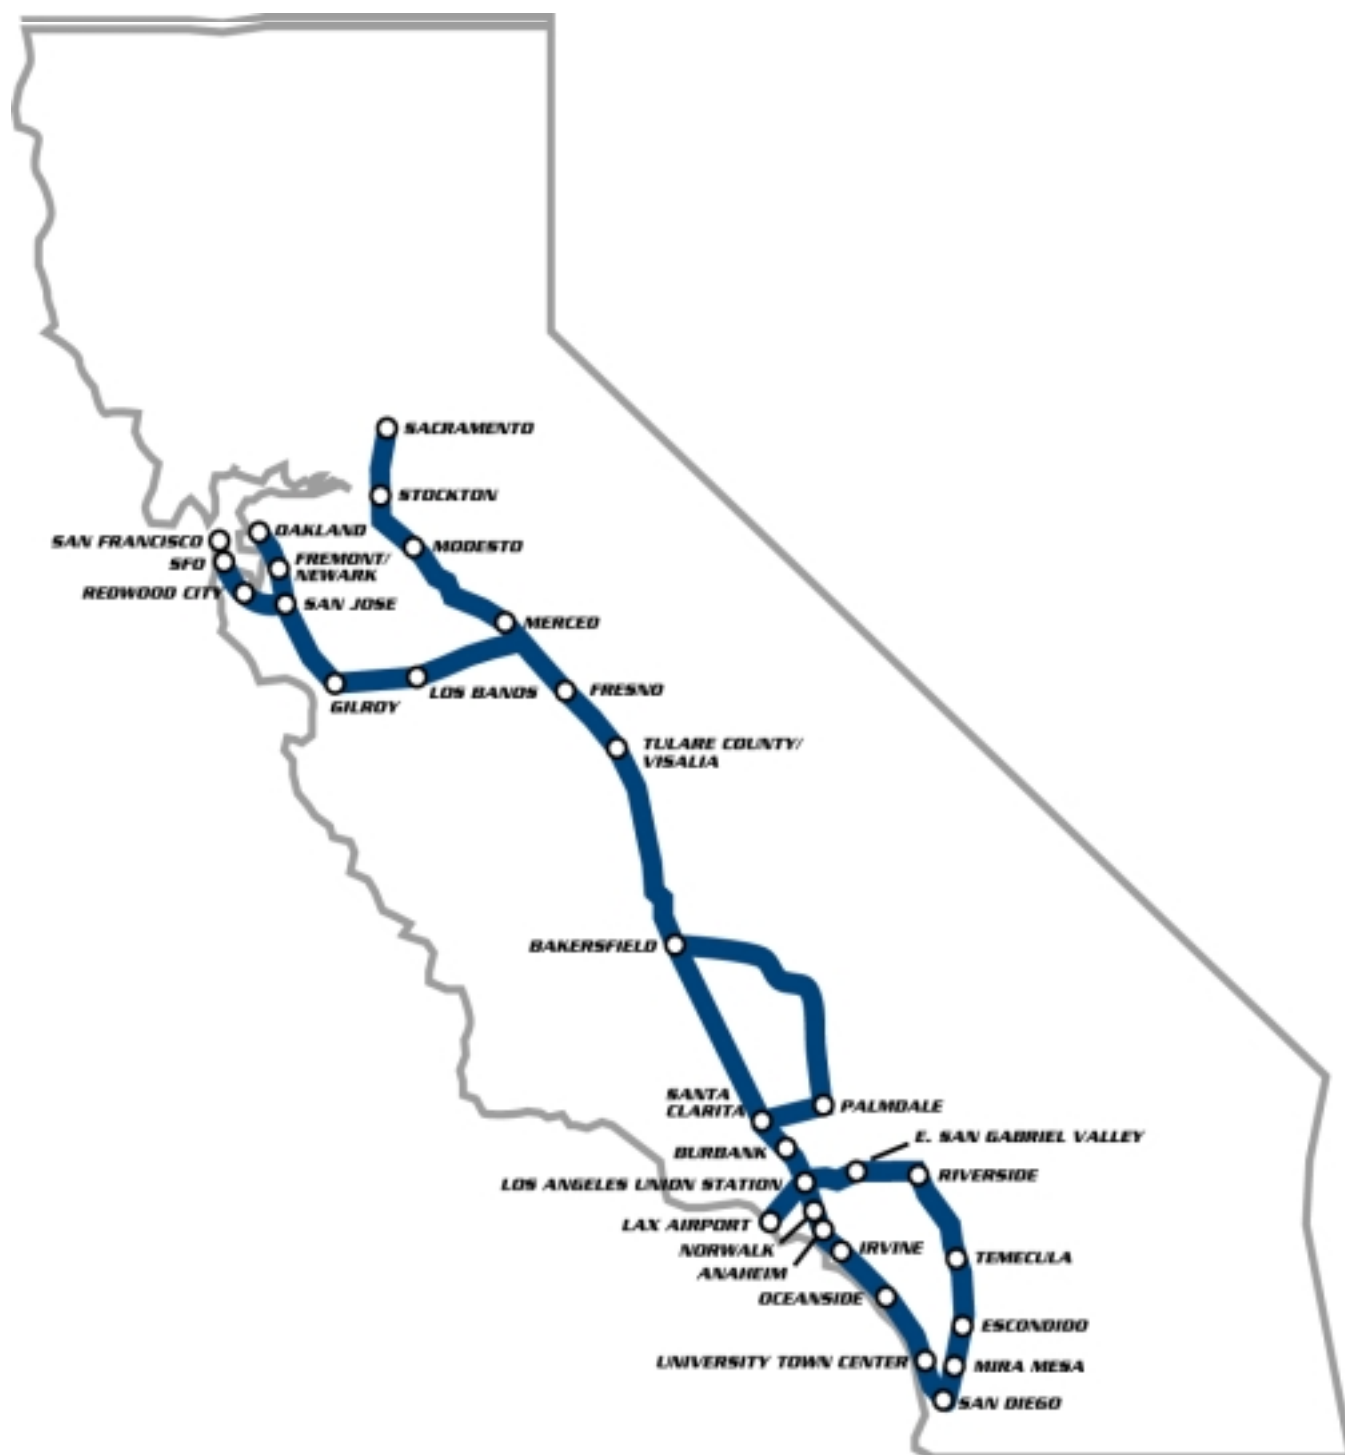 SACRAMENTO
STOCKTON
SAN FRANCISCO
OAKLAND
MODESTO
SFO
FREMONT/
NEWARK
REDWOOD CITY
SAN JOSE
MERCED
GILROY
LOS BANOS
FRESNO
TULARE COUNTY/
VISALIA
BAKERSFIELD
SANTA
CLARITA
PALMDALE
E. SAN GABRIEL VALLEY
BURBANK
LOS ANGELES UNION STATION
RIVERSIDE
LAX AIRPORT
NORWALK
IRVINE
ANAHEIM
TEMECULA
OCEANSIDE
ESCONDIDO
UNIVERSITY TOWN CENTER
MIRA MESA
SAN DIEGO